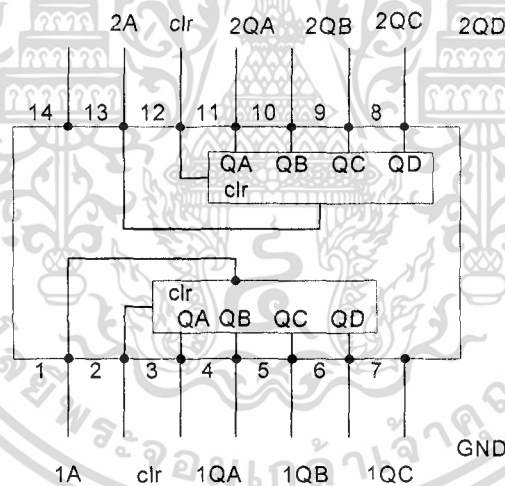 2A clr 2QA 2QB 2QC 2QD
14 13 12 11 10 9 8
QA QB QC QD
clr
clr
QA QB QC QD
1 2 3 4 5 6 7
GND
1A clr 1QA 1QB 1QC